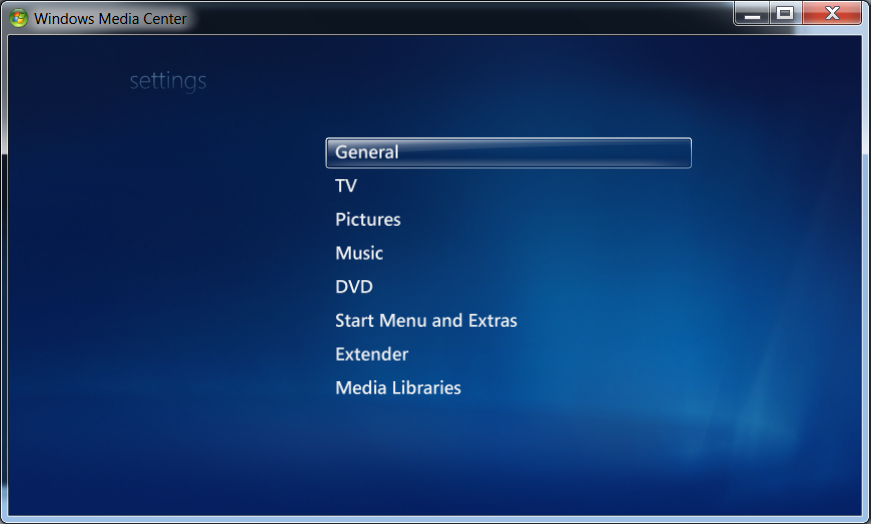 Windows Media Center
settings
General
TV
Pictures
Music
DVD
Start Menu and Extras
Extender
Media Libraries